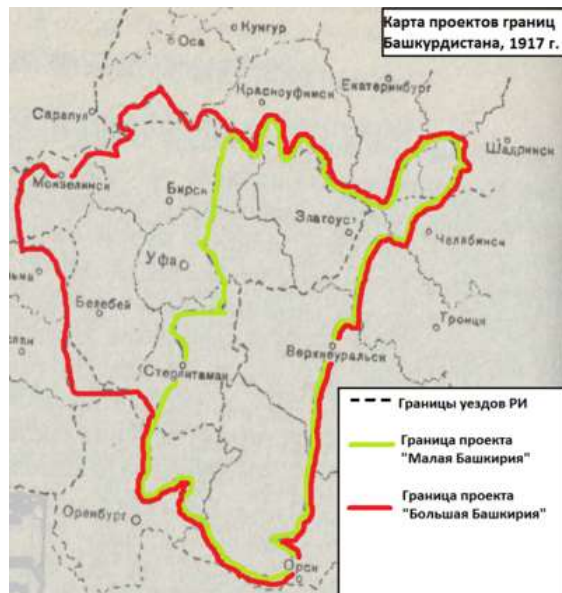 Карта проектов границ
Башкурдистана, 1917 г.
Кунгур
Оса
Красноуфимск
Екатеринбург
Сарапул
Шадринск
Мензелинск
Бирск
Златоуст
Челябинск
Уфа
Белебей
Троицк
Верхнеуральск
Стерлитаман
Границы уездов РИ
Граница проекта
"Малая Башкирия"
Граница проекта
"Большая Башкирия"
Оренбург
Орск